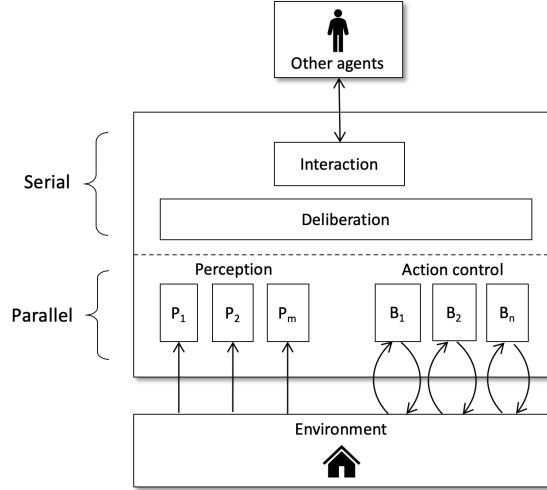 Other agents
Interaction
Serial
Deliberation
Perception
Action control
Parallel
P1 P2 Pm B1 B2 Bn
Environment